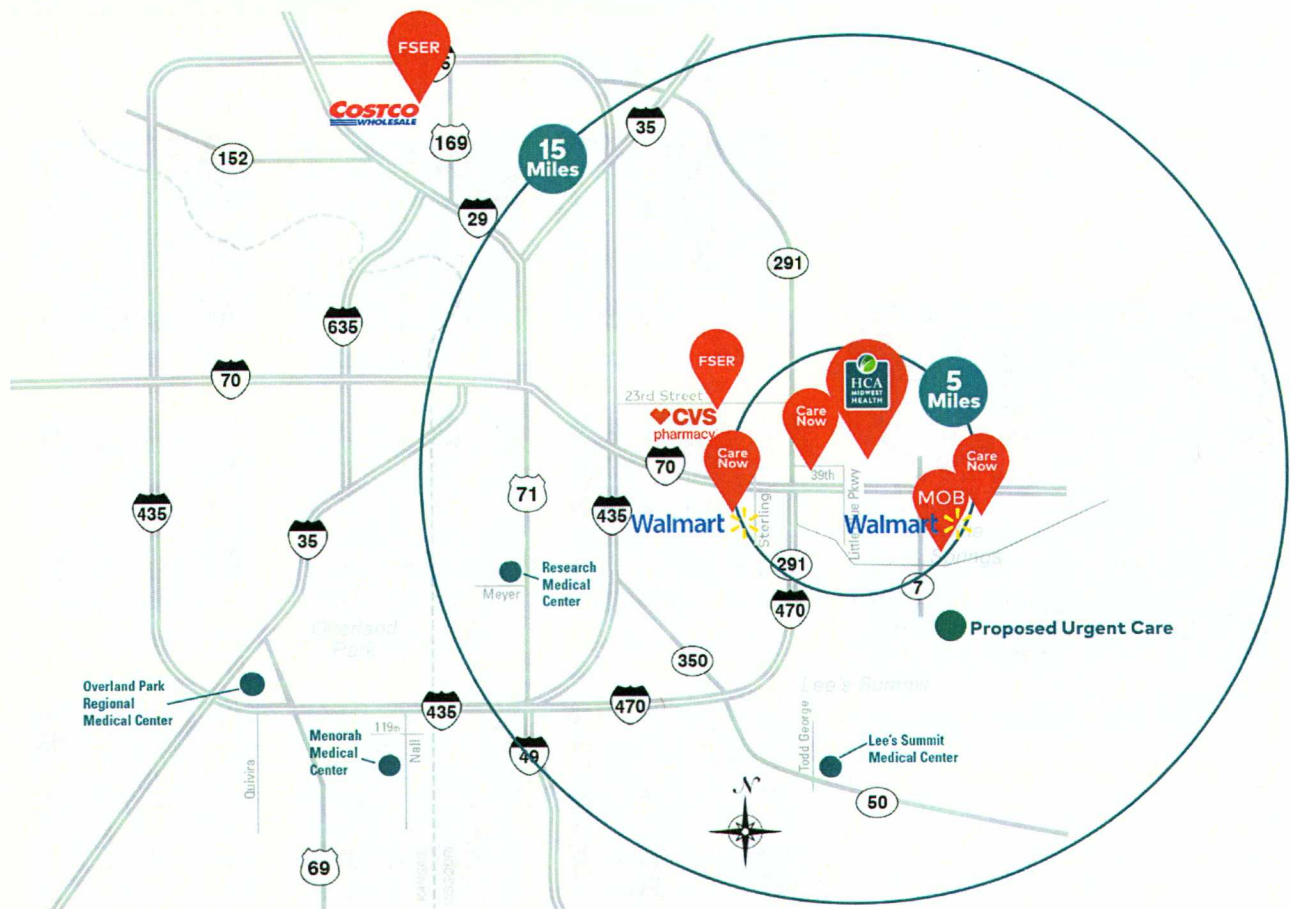 FSER
COSTCO
WHOLESALE
35
15
Miles
169
152
29
291
635
70
FSER
HCA
MIDWEST
HEALTH
5
Miles
23rd Street
CVS
pharmacy
Care
Now
Care
Now
Care
Now
70
39th
MOB
71
435
435
Walmart
Sterling
Walmart
35
291
7
Research
Medical
Center
Meyer
470
Proposed Urgent Care
Overland
Park
350
Lee's Summit
Overland Park
Regional
Medical Center
435
470
119th
Menorah
Medical
Center
Nall
49
Todd George
Lee's Summit
Medical Center
Quivira
N
50
69
KANSAS
MISSOURI